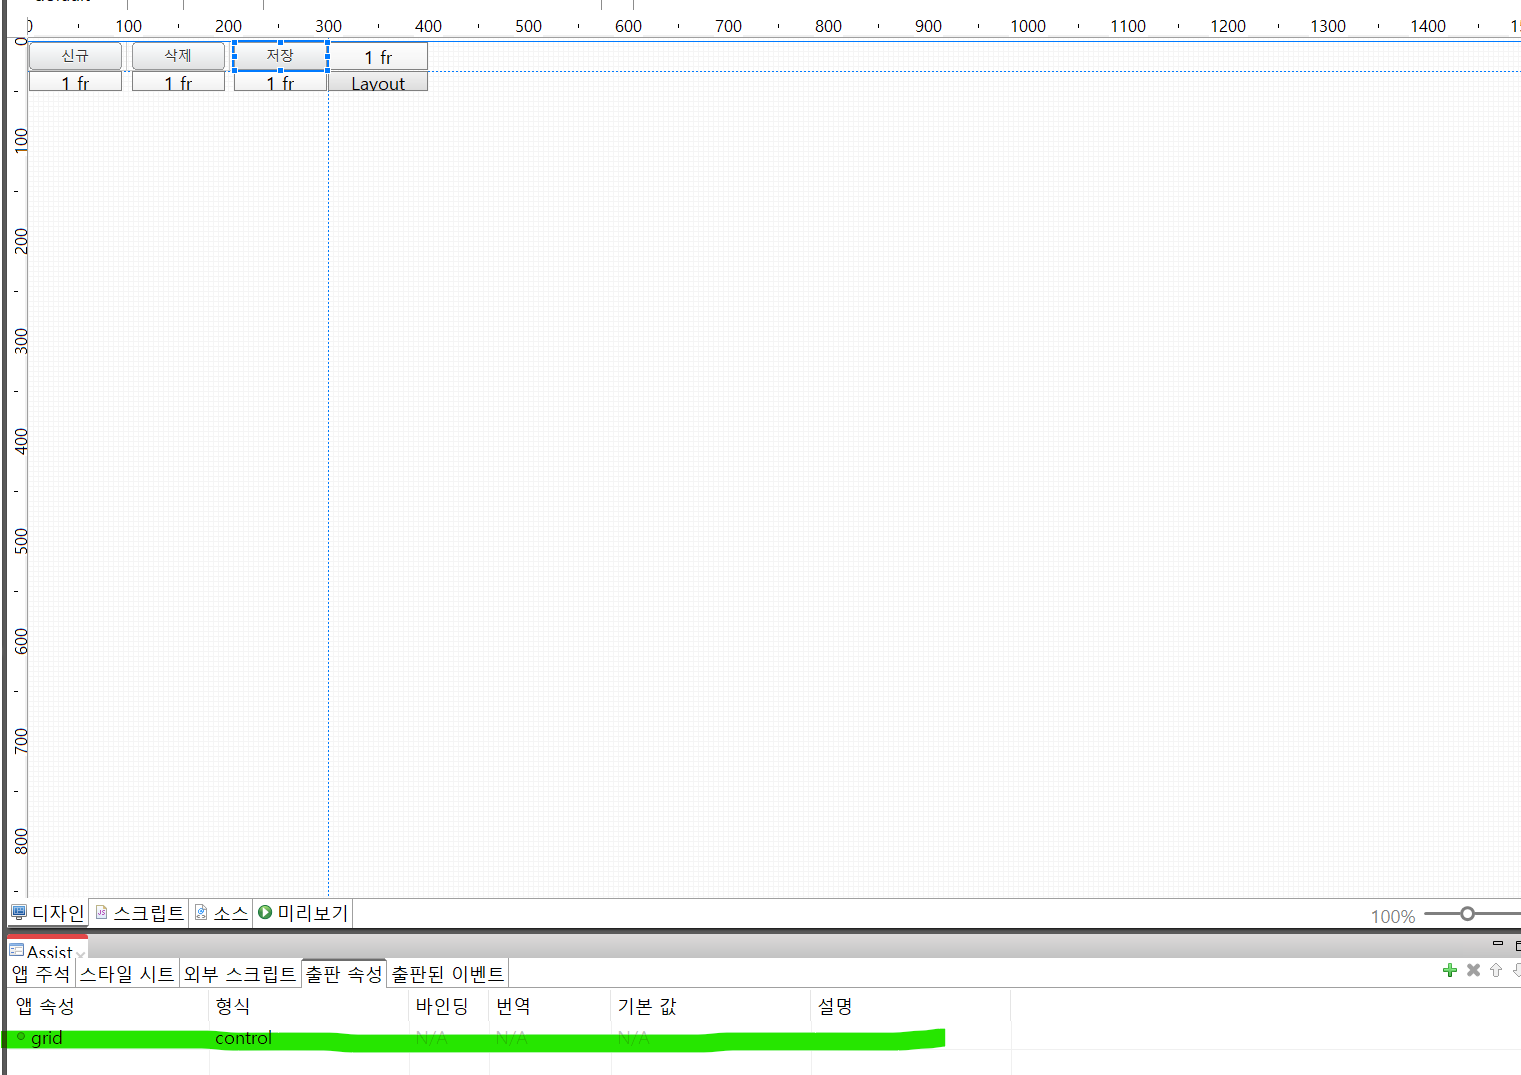 0 100 200 300 400 500 600 700 800 900 1000 1100 1200 1300 1400
0
신규 삭제 저장 1 fr
1 fr 1 fr 1 fr Layout
100
200
300
400
500
600
700
800
디자인 스크립트 소스 미리보기
100%
Assist
앱 주석 스타일 시트 외부 스크립트 출판 속성 출판된 이벤트
앱 속성 형식 바인딩 번역 기본 값 설명
grid control N/A N/A N/A